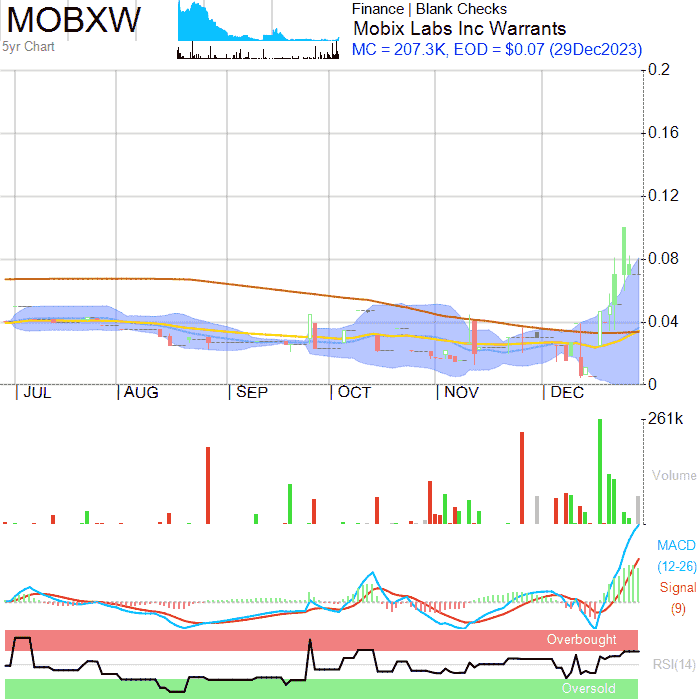 MOBXW
5yr Chart
Finance | Blank Checks
Mobix Labs Inc Warrants
MC = 207.3K, EOD = $0.07 (29Dec2023)
0.2
0.16
0.12
0.08
0.04
0
JUL AUG SEP OCT NOV DEC
261k
Volume
MACD
(12-26)
Signal
(9)
Overbought
RSI(14)
Oversold